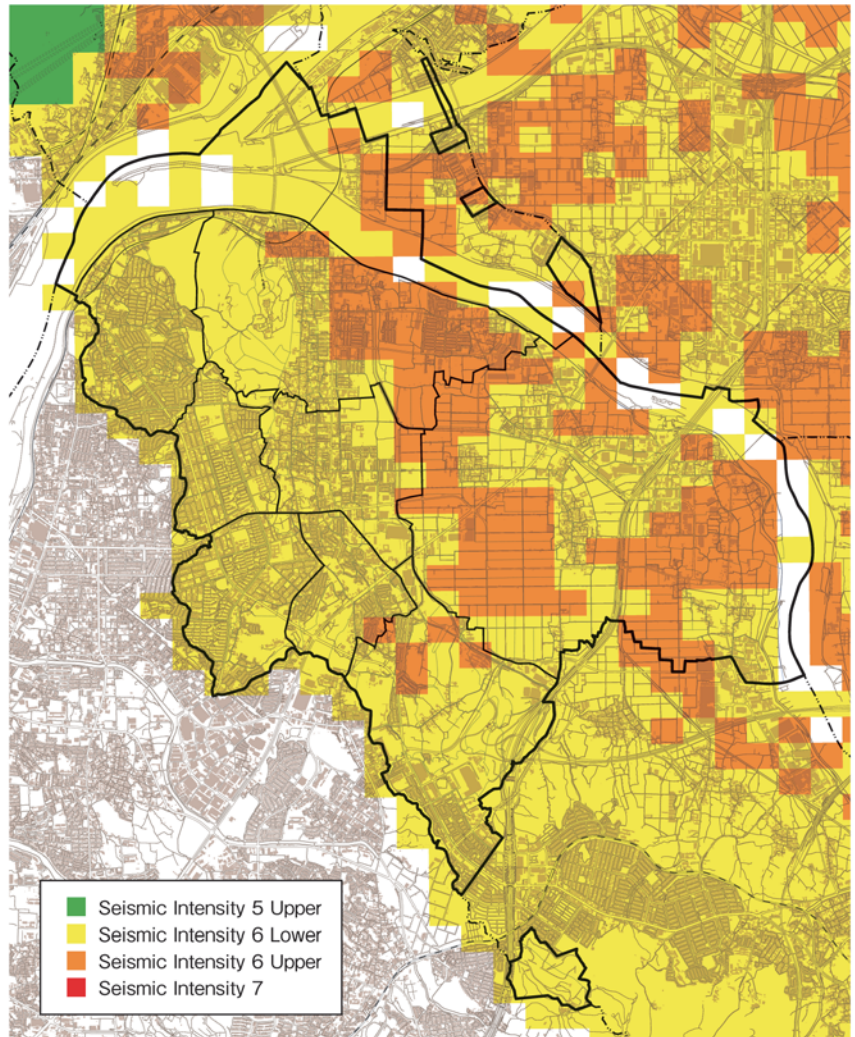 Seismic Intensity 5 Upper
Seismic Intensity 6 Lower
Seismic Intensity 6 Upper
Seismic Intensity 7